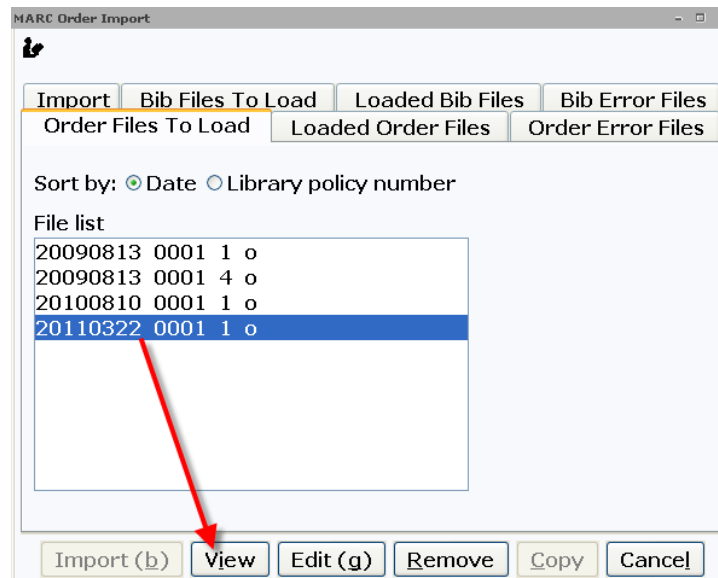 MARC Order Import
Import Bib Files To Load Loaded Bib Files Bib Error Files
Order Files To Load Loaded Order Files Order Error Files
Sort by: Date Library policy number
File list
20090813 0001 1 o
20090813 0001 4 o
20100810 0001 1 o
20110322 0001 1 o
Import (b) View Edit (g) Remove Copy Cancel